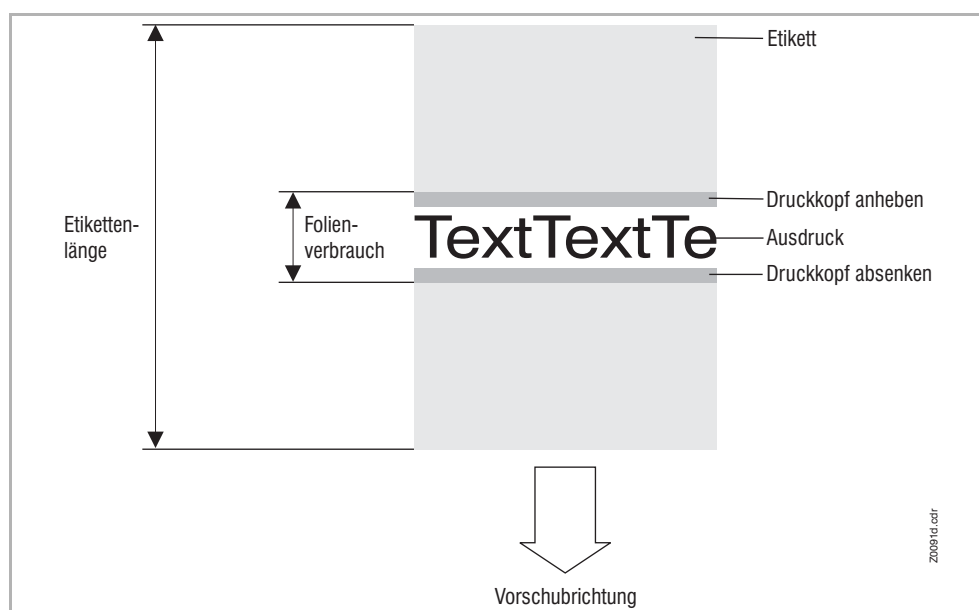 Etikett
Druckkopf anheben
Etiketten-
länge
Folien-
verbrauch
TextTextTe
Ausdruck
Druckkopf absenken
Vorschubrichtung
Z0091d.cdr